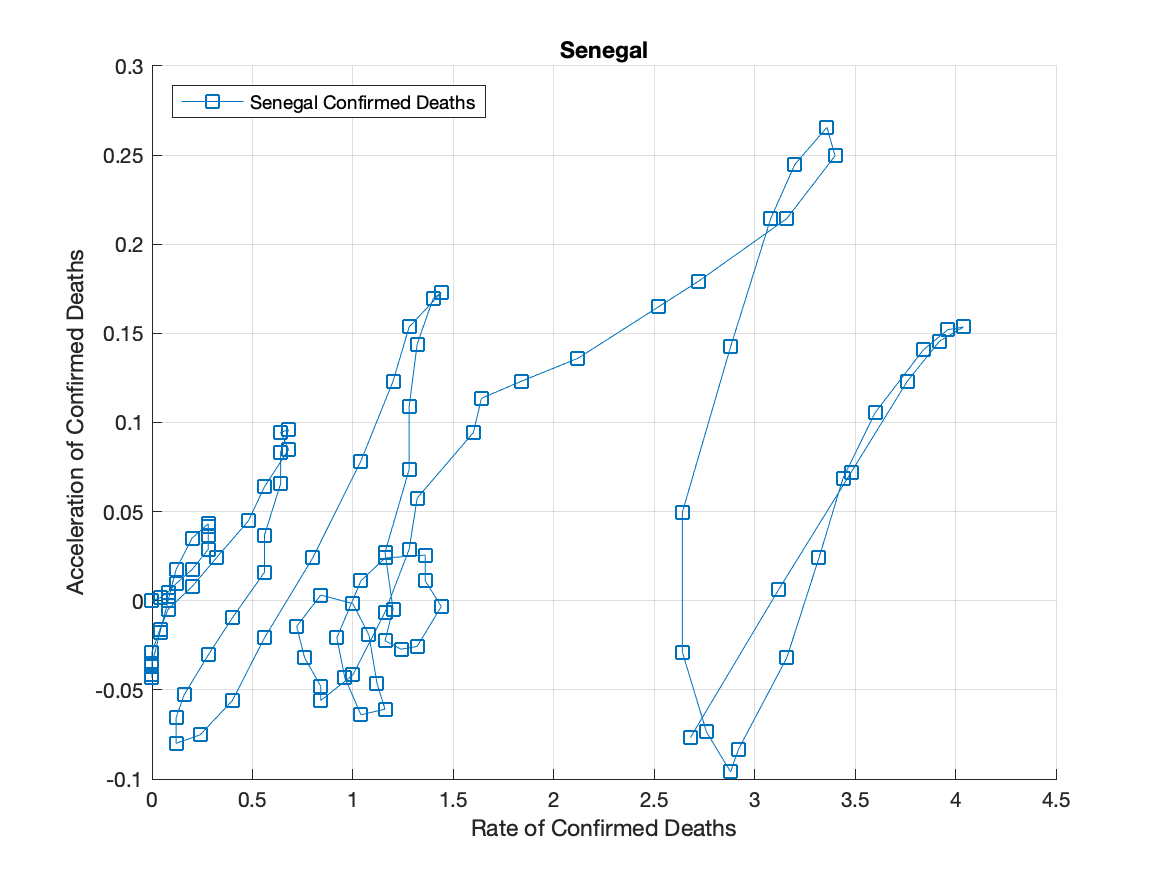 Senegal
Senegal Confirmed Deaths
0.3
0.25
0.2
0.15
0.1
0.05
0
-0.05
-0.1
Acceleration of Confirmed Deaths
0 0.5 1 1.5 2 2.5 3 3.5 4 4.5
Rate of Confirmed Deaths